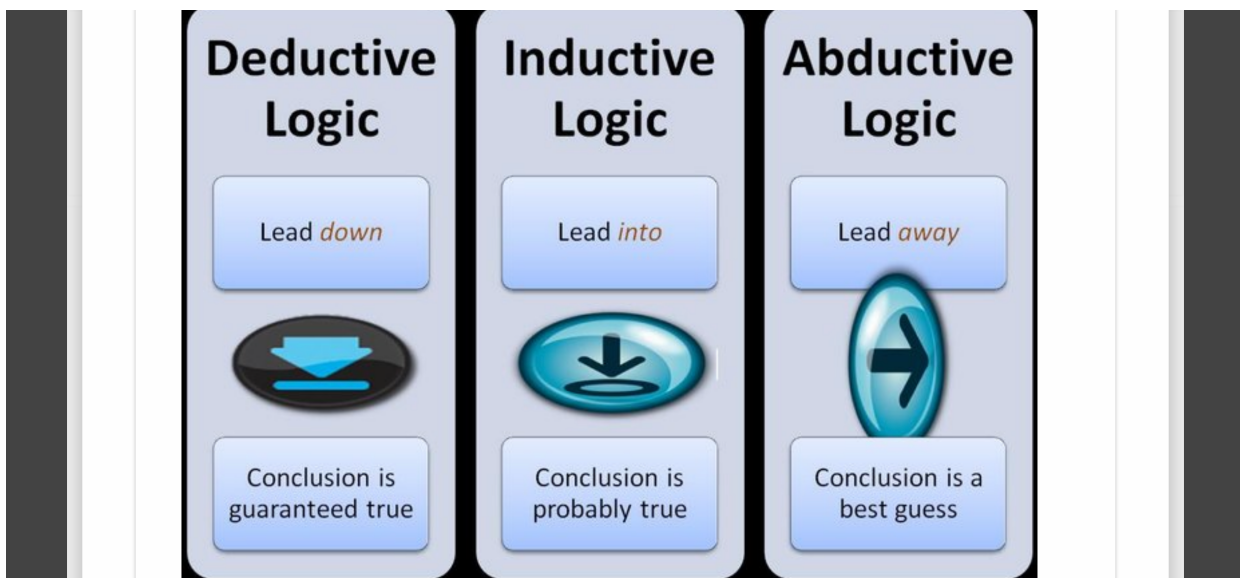 Deductive
Logic
Lead down
Conclusion is
guaranteed true
Inductive
Logic
Lead into
Conclusion is
probably true
Abductive
Logic
Lead away
Conclusion is a
best guess